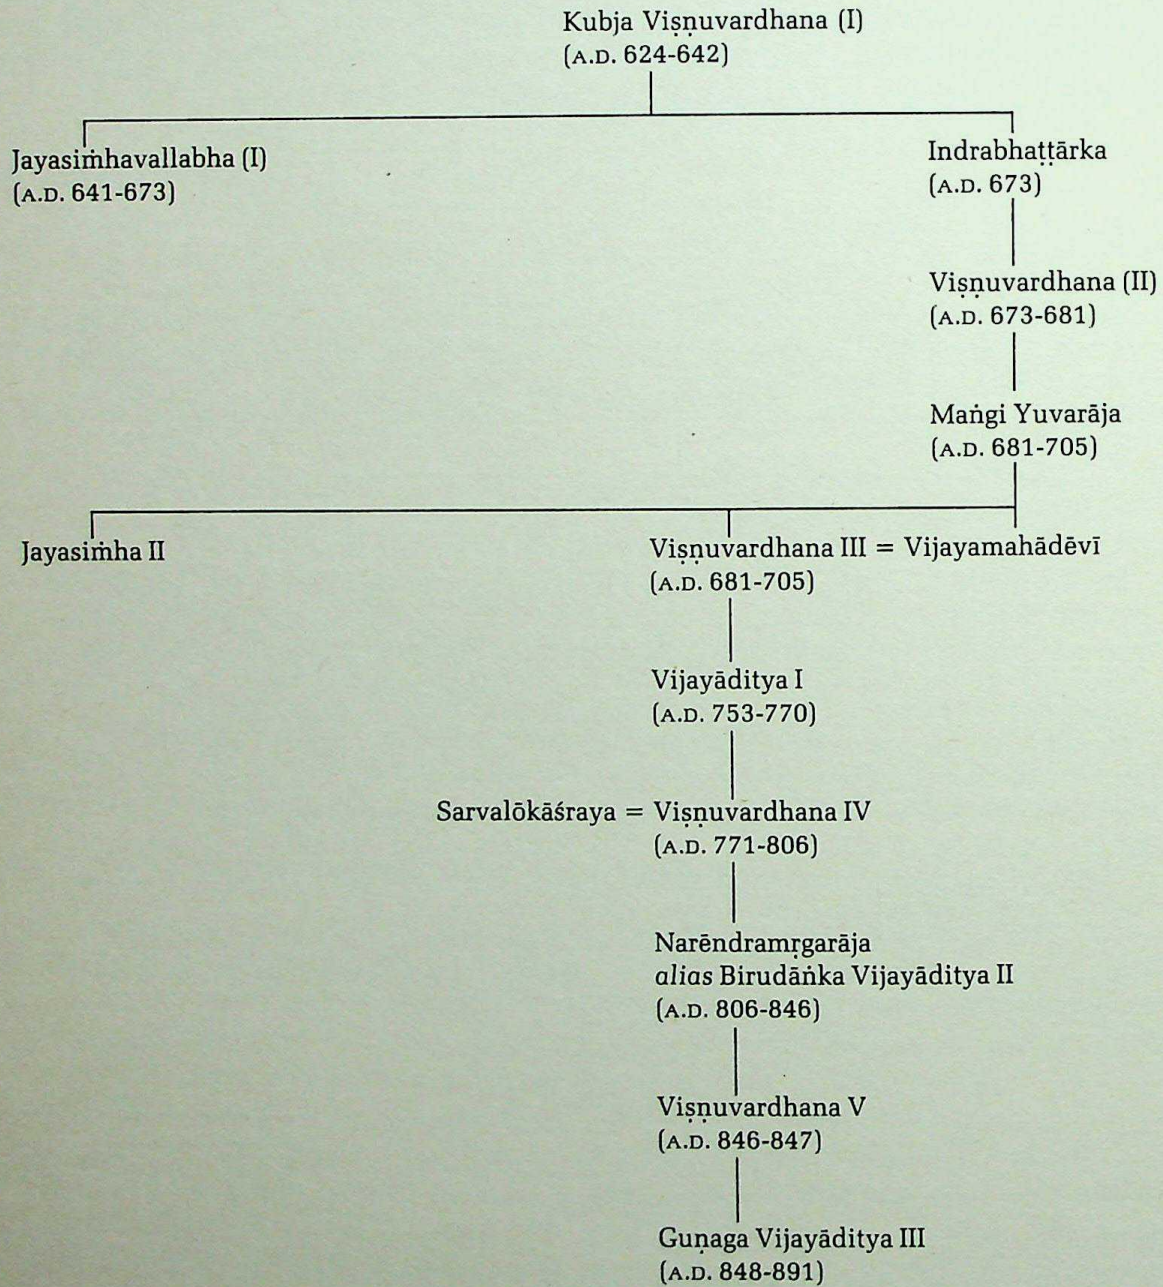 Kubja Viṣṇuvardhana (I)
(A.D. 624-642)
Jayasiṁhavallabha (I)
(A.D. 641-673)
Indrabhaṭṭārka
(A.D. 673)
Viṣṇuvardhana (II)
(A.D. 673-681)
Maṅgi Yuvarāja
(A.D. 681-705)
Jayasiṁha II
Viṣṇuvardhana III = Vijayamahādēvī
(A.D. 681-705)
Vijayāditya I
(A.D. 753-770)
Sarvalōkāśraya = Viṣṇuvardhana IV
(A.D. 771-806)
Narēndramṛgarāja
alias Birudāṅka Vijayāditya II
(A.D. 806-846)
Viṣṇuvardhana V
(A.D. 846-847)
Guṇaga Vijayāditya III
(A.D. 848-891)